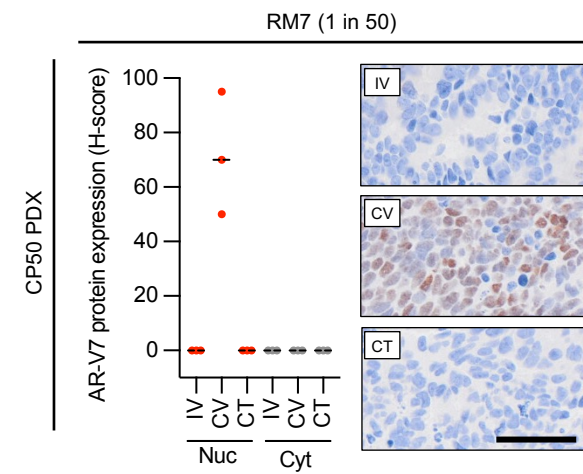 RM7 (1 in 50)
CP50 PDX
AR-V7 protein expression (H-score)
100
80
60
40
20
0
IV
CV
CT
IV
CV
CT
Nuc
Cyt
IV
CV
CT